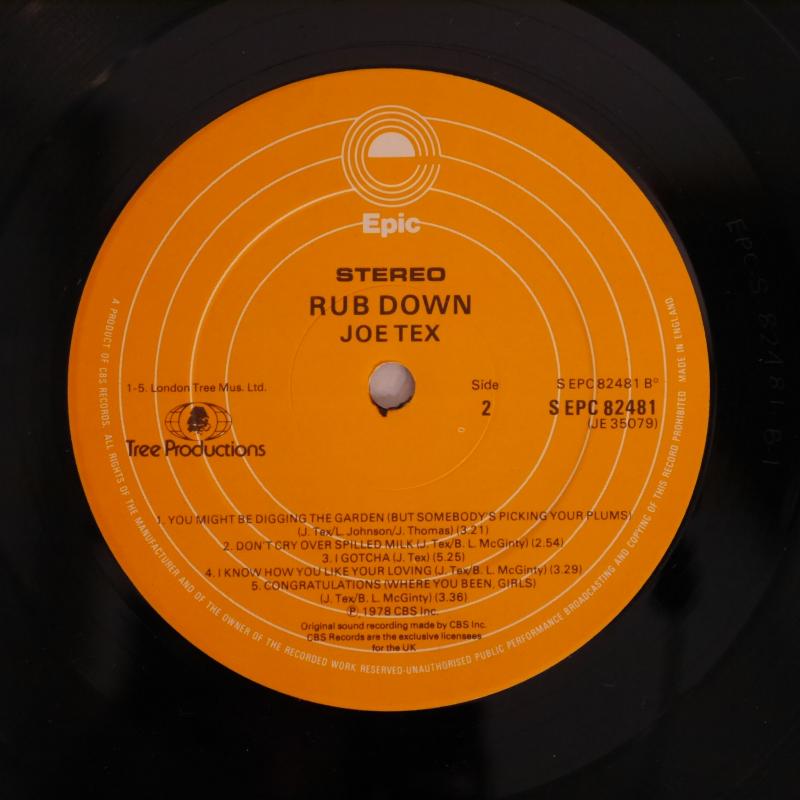 Epic
STEREO
RUB DOWN
JOE TEX
1-5. London Tree Mus. Ltd.
Tree Productions
Side
2
S EPC 82481 Bº
S EPC 82481
(JE 35079)
1. YOU MIGHT BE DIGGING THE GARDEN (BUT SOMEBODY'S PICKING YOUR PLUMS)
(J. Tex/L. Johnson/J. Thomas) (3.21)
2. DON'T CRY OVER SPILLED MILK (J. Tex/B. L. McGinty) (2.54)
3. I GOTCHA (J. Tex) (5.25)
4. I KNOW HOW YOU LIKE YOUR LOVING (J. Tex/B. L. McGinty) (3.29)
5. CONGRATULATIONS (WHERE YOU BEEN, GIRLS)
(J. Tex/B. L. McGinty) (3.36)
℗ 1978 CBS Inc.
Original sound recording made by CBS Inc.
CBS Records are the exclusive licensees
for the UK
A PRODUCT OF CBS RECORDS. ALL RIGHTS OF THE MANUFACTURER AND OF THE OWNER OF THE RECORDED WORK RESERVED-UNAUTHORISED PUBLIC PERFORMANCE BROADCASTING AND COPYING OF THIS RECORD PROHIBITED MADE IN ENGLAND